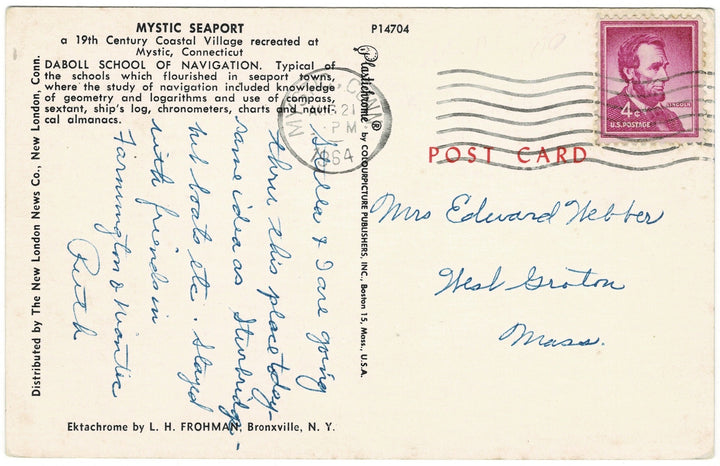 MYSTIC SEAPORT
a 19th Century Coastal Village recreated at
Mystic, Connecticut
DABOLL SCHOOL OF NAVIGATION. Typical of
the schools which flourished in seaport towns,
where the study of navigation included knowledge
of geometry and logarithms and use of compass,
sextant, ship's log, chronometers, charts and nauti-
cal almanacs.
P14704
Distributed by The New London News Co., New London, Conn.
Plastichrome® by COLOURPICTURE PUBLISHERS, INC., Boston 15, Mass., U.S.A.
MYSTIC, CONN.
21
PM
1964
4¢
LINCOLN
U.S. POSTAGE
POST CARD
Stella & I are going
thru this place today -
same idea as Sturbridge -
but boats etc. Stayed
with friends in
Farmington & Niantic
Ruth
Mrs Edward Webber
West Groton
Mass.
Ektachrome by L. H. FROHMAN, Bronxville, N. Y.